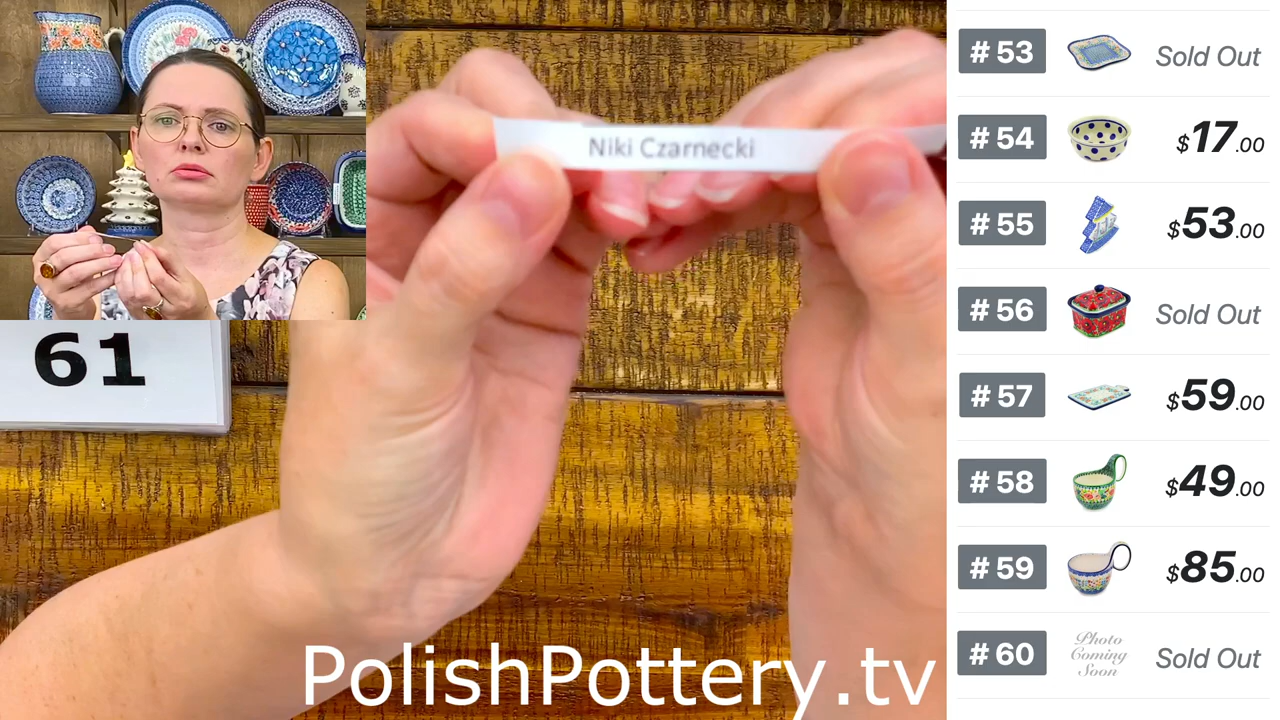 Niki Czarnecki
61
PolishPottery.tv
# 53 Sold Out
# 54 $17.00
# 55 $53.00
# 56 Sold Out
# 57 $59.00
# 58 $49.00
# 59 $85.00
# 60 Photo Coming Soon Sold Out